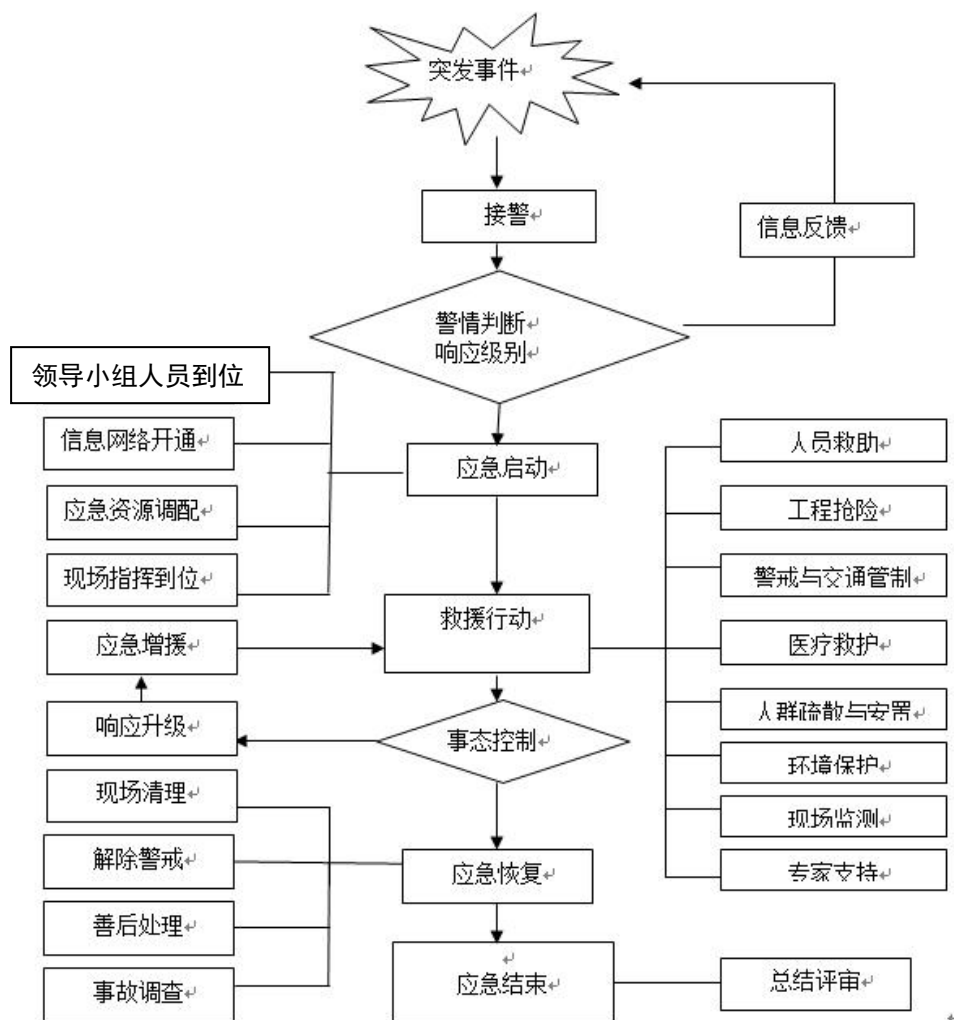 突发事件
接警
信息反馈
警情判断
响应级别
领导小组人员到位
信息网络开通
应急启动
人员救助
应急资源调配
工程抢险
现场指挥到位
警戒与交通管制
应急增援
救援行动
医疗救护
响应升级
事态控制
人群疏散与安置
现场清理
环境保护
现场监测
解除警戒
应急恢复
专家支持
善后处理
应急结束
总结评审
事故调查